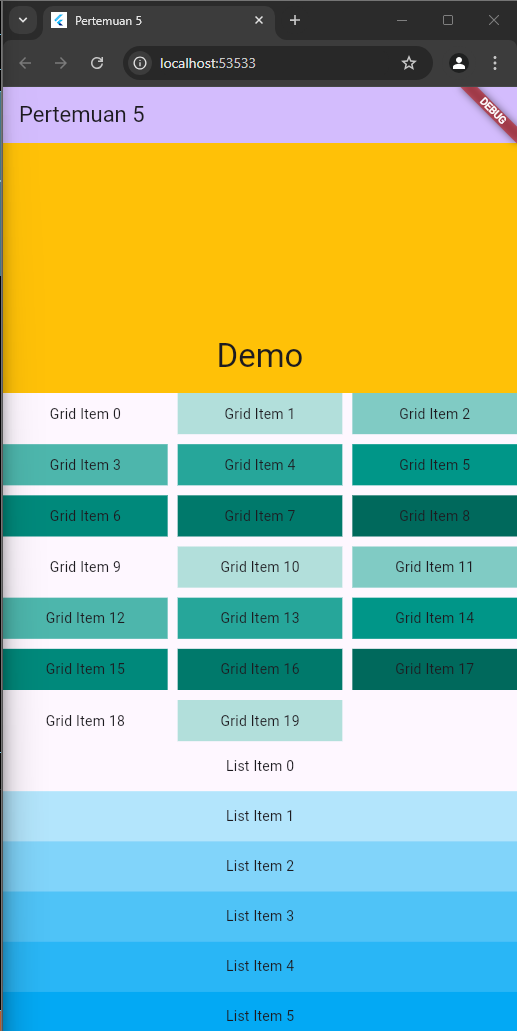 Pertemuan 5
localhost:53533
Pertemuan 5
DEBUG
Demo
Grid Item 0 Grid Item 1 Grid Item 2
Grid Item 3 Grid Item 4 Grid Item 5
Grid Item 6 Grid Item 7 Grid Item 8
Grid Item 9 Grid Item 10 Grid Item 11
Grid Item 12 Grid Item 13 Grid Item 14
Grid Item 15 Grid Item 16 Grid Item 17
Grid Item 18 Grid Item 19
List Item 0
List Item 1
List Item 2
List Item 3
List Item 4
List Item 5